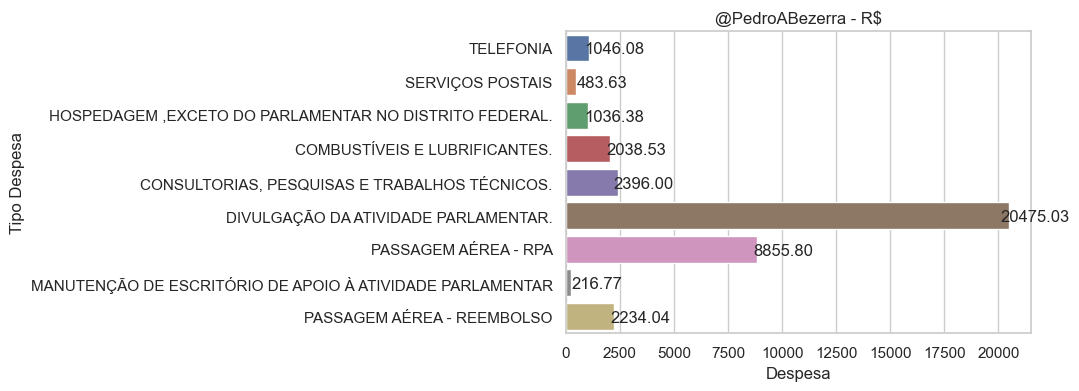 @PedroABezerra - R$
Tipo Despesa
TELEFONIA 1046.08
SERVIÇOS POSTAIS 483.63
HOSPEDAGEM ,EXCETO DO PARLAMENTAR NO DISTRITO FEDERAL. 1036.38
COMBUSTÍVEIS E LUBRIFICANTES. 2038.53
CONSULTORIAS, PESQUISAS E TRABALHOS TÉCNICOS. 2396.00
DIVULGAÇÃO DA ATIVIDADE PARLAMENTAR. 20475.03
PASSAGEM AÉREA - RPA 8855.80
MANUTENÇÃO DE ESCRITÓRIO DE APOIO À ATIVIDADE PARLAMENTAR 216.77
PASSAGEM AÉREA - REEMBOLSO 2234.04
0 2500 5000 7500 10000 12500 15000 17500 20000
Despesa